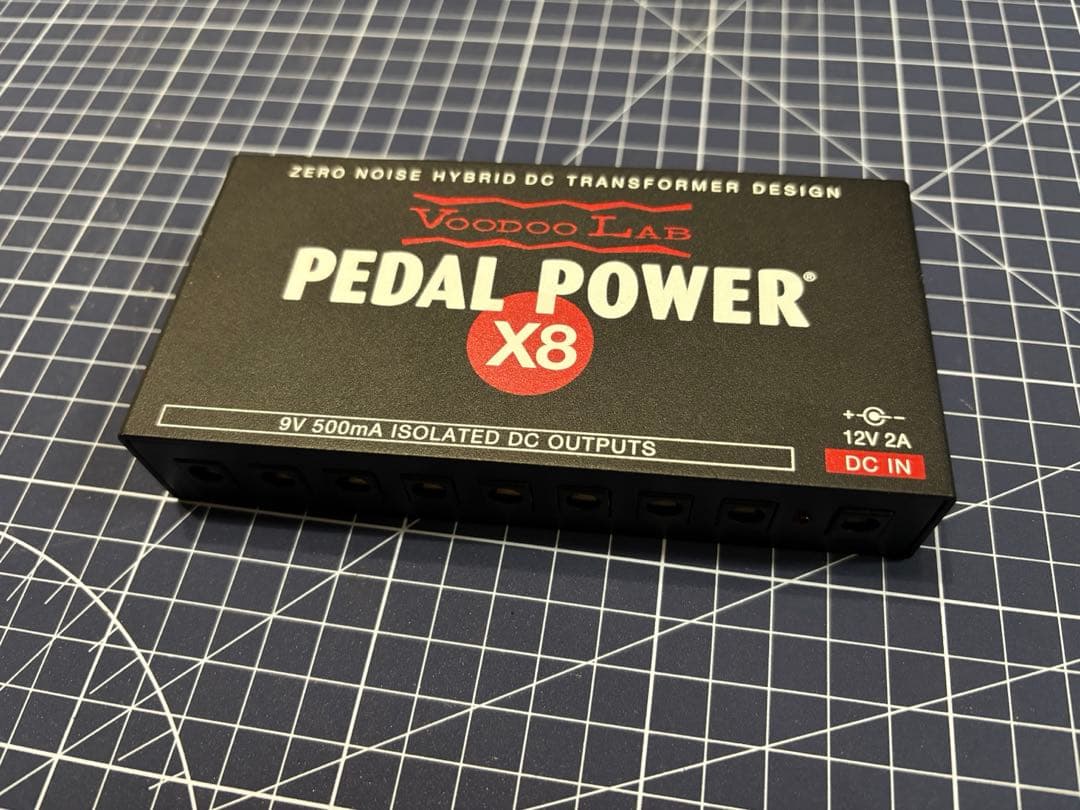 ZERO NOISE HYBRID DC TRANSFORMER DESIGN
VOODOO LAB
PEDAL POWER®
X8
9V 500mA ISOLATED DC OUTPUTS
+ -
12V 2A
DC IN